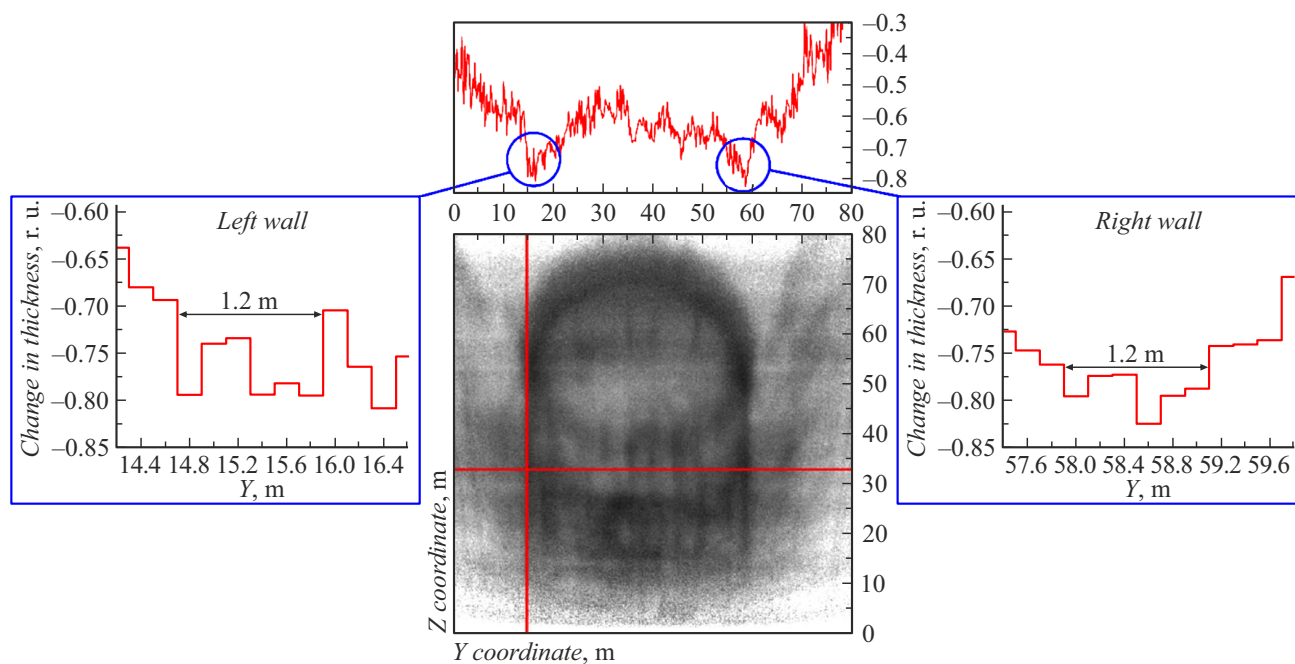 –0.3
–0.4
–0.5
–0.6
–0.7
–0.8
0 10 20 30 40 50 60 70 80
Left wall
Change in thickness, r. u.
–0.60
–0.65
–0.70
–0.75
–0.80
–0.85
1.2 m
14.4 14.8 15.2 15.6 16.0 16.4
Y, m
80
70
60
50
40
30
20
10
0
Z coordinate, m
Y coordinate, m
Right wall
Change in thickness, r. u.
–0.60
–0.65
–0.70
–0.75
–0.80
–0.85
1.2 m
57.6 58.0 58.4 58.8 59.2 59.6
Y, m